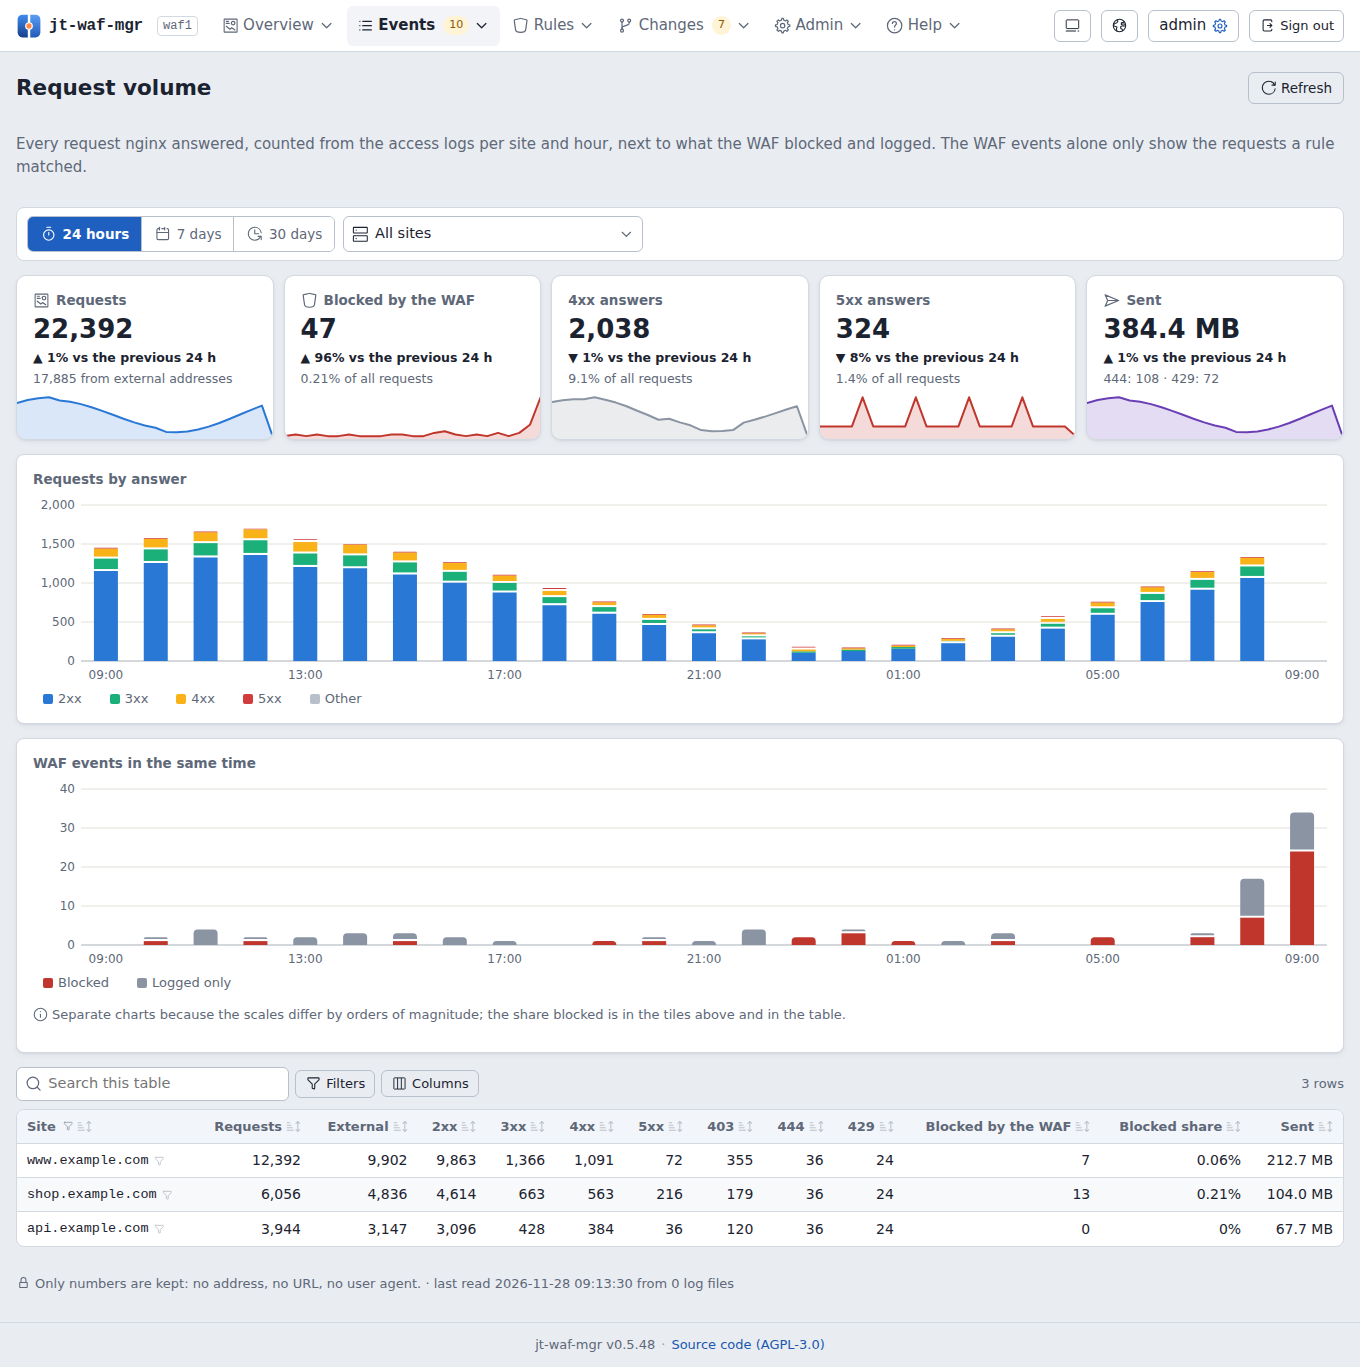 jt-waf-mgr waf1 Overview Events 10 Rules Changes 7 Admin Help admin Sign out
Request volume
Refresh
Every request nginx answered, counted from the access logs per site and hour, next to what the WAF blocked and logged. The WAF events alone only show the requests a rule
matched.
24 hours 7 days 30 days All sites
Requests
22,392
▲ 1% vs the previous 24 h
17,885 from external addresses
Blocked by the WAF
47
▲ 96% vs the previous 24 h
0.21% of all requests
4xx answers
2,038
▼ 1% vs the previous 24 h
9.1% of all requests
5xx answers
324
▼ 8% vs the previous 24 h
1.4% of all requests
Sent
384.4 MB
▲ 1% vs the previous 24 h
444: 108 · 429: 72
Requests by answer
2,000
1,500
1,000
500
0
09:00 13:00 17:00 21:00 01:00 05:00 09:00
2xx 3xx 4xx 5xx Other
WAF events in the same time
40
30
20
10
0
09:00 13:00 17:00 21:00 01:00 05:00 09:00
Blocked Logged only
Separate charts because the scales differ by orders of magnitude; the share blocked is in the tiles above and in the table.
Search this table Filters Columns 3 rows
Site Requests External 2xx 3xx 4xx 5xx 403 444 429 Blocked by the WAF Blocked share Sent
www.example.com 12,392 9,902 9,863 1,366 1,091 72 355 36 24 7 0.06% 212.7 MB
shop.example.com 6,056 4,836 4,614 663 563 216 179 36 24 13 0.21% 104.0 MB
api.example.com 3,944 3,147 3,096 428 384 36 120 36 24 0 0% 67.7 MB
Only numbers are kept: no address, no URL, no user agent. · last read 2026-11-28 09:13:30 from 0 log files
jt-waf-mgr v0.5.48 · Source code (AGPL-3.0)